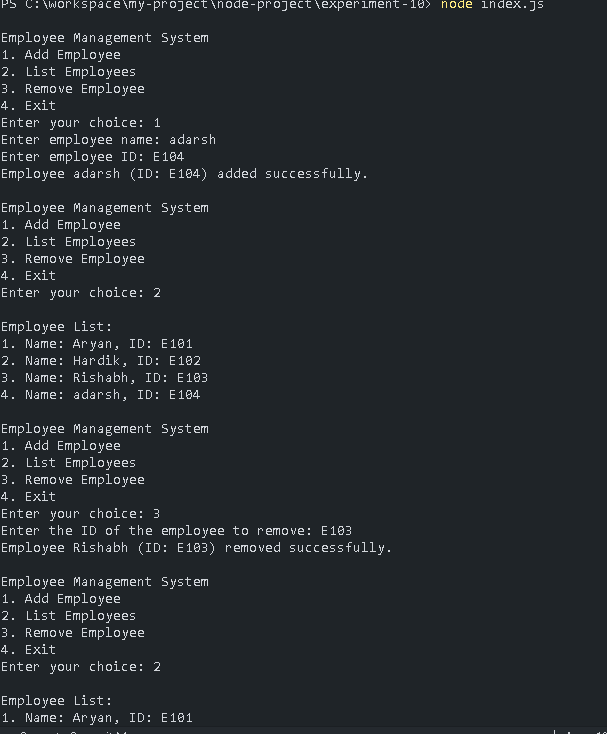 PS C:\workspace\my-project\node-project\experiment-10> node index.js
Employee Management System
1. Add Employee
2. List Employees
3. Remove Employee
4. Exit
Enter your choice: 1
Enter employee name: adarsh
Enter employee ID: E104
Employee adarsh (ID: E104) added successfully.
Employee Management System
1. Add Employee
2. List Employees
3. Remove Employee
4. Exit
Enter your choice: 2
Employee List:
1. Name: Aryan, ID: E101
2. Name: Hardik, ID: E102
3. Name: Rishabh, ID: E103
4. Name: adarsh, ID: E104
Employee Management System
1. Add Employee
2. List Employees
3. Remove Employee
4. Exit
Enter your choice: 3
Enter the ID of the employee to remove: E103
Employee Rishabh (ID: E103) removed successfully.
Employee Management System
1. Add Employee
2. List Employees
3. Remove Employee
4. Exit
Enter your choice: 2
Employee List:
1. Name: Aryan, ID: E101